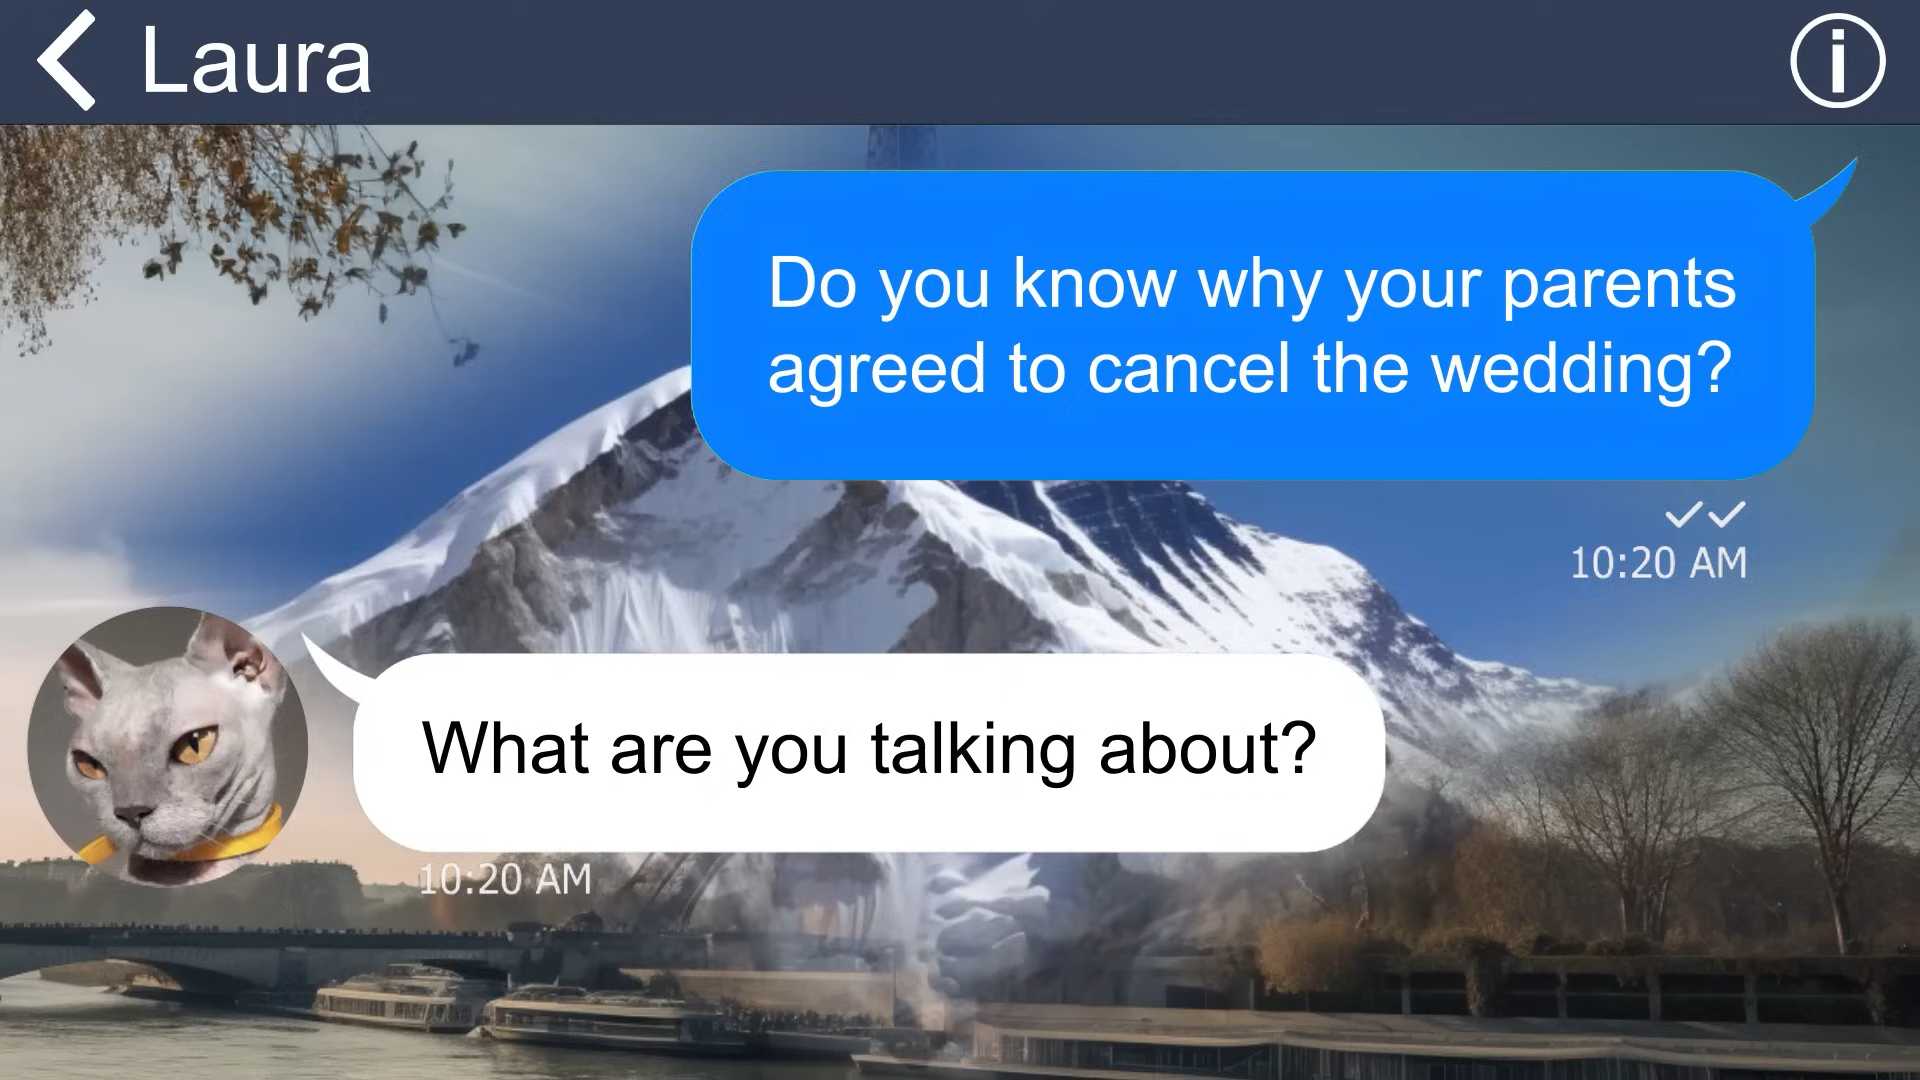 Laura
Do you know why your parents
agreed to cancel the wedding?
10:20 AM
What are you talking about?
10:20 AM